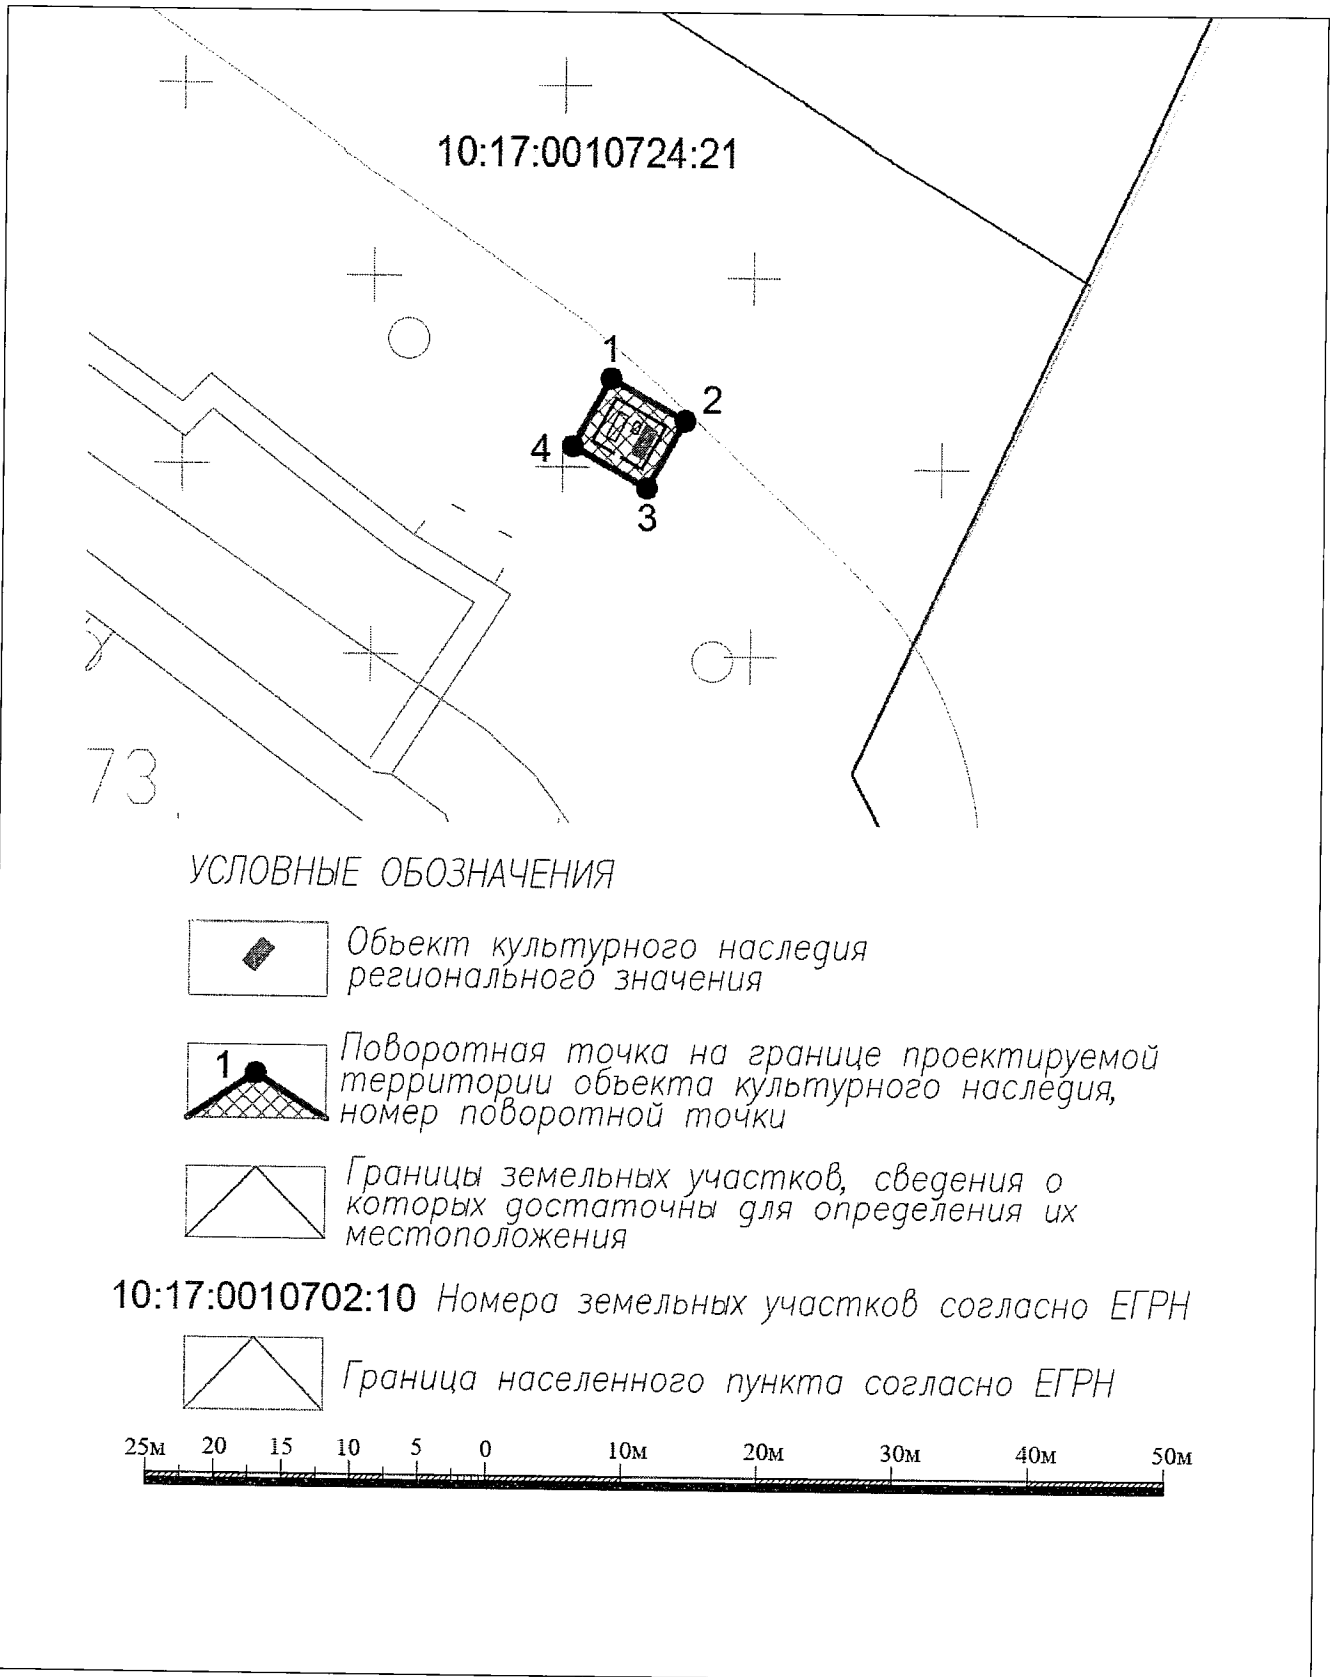 10:17:0010724:21
1
2
4
3
73
УСЛОВНЫЕ ОБОЗНАЧЕНИЯ
Объект культурного наследия
регионального значения
1
Поворотная точка на границе проектируемой
территории объекта культурного наследия,
номер поворотной точки
Границы земельных участков, сведения о
которых достаточны для определения их
местоположения
10:17:0010702:10 Номера земельных участков согласно ЕГРН
Граница населенного пункта согласно ЕГРН
25м 20 15 10 5 0 10м 20м 30м 40м 50м